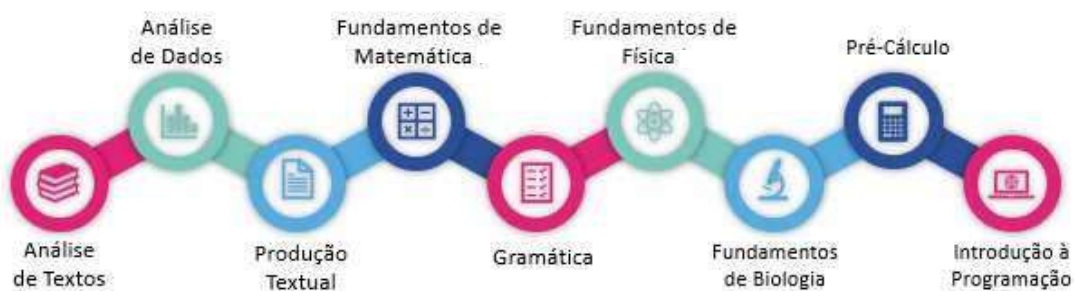 Análise
de Textos
Análise
de Dados
Produção
Textual
Fundamentos de
Matemática
Gramática
Fundamentos de
Física
Fundamentos
de Biologia
Pré-Cálculo
Introdução à
Programação